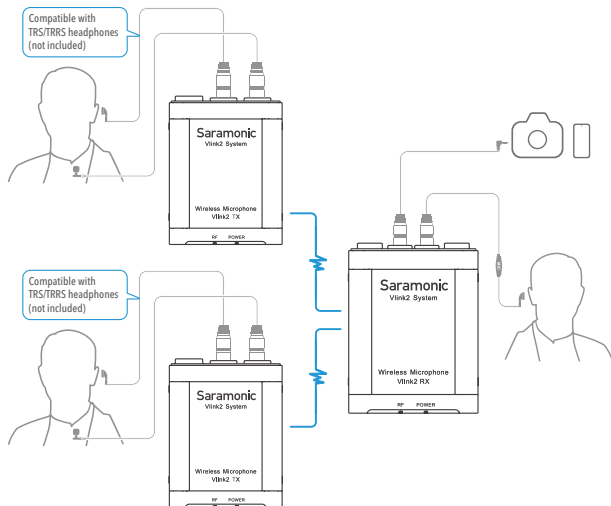 Compatible with
TRS/TRRS headphones
(not included)
Saramonic
Vlink2 System
Wireless Microphone
Vlink2 TX
RF POWER
Saramonic
Vlink2 System
Wireless Microphone
Vlink2 RX
RF POWER
Compatible with
TRS/TRRS headphones
(not included)
Saramonic
Vlink2 System
Wireless Microphone
Vlink2 TX
RF POWER